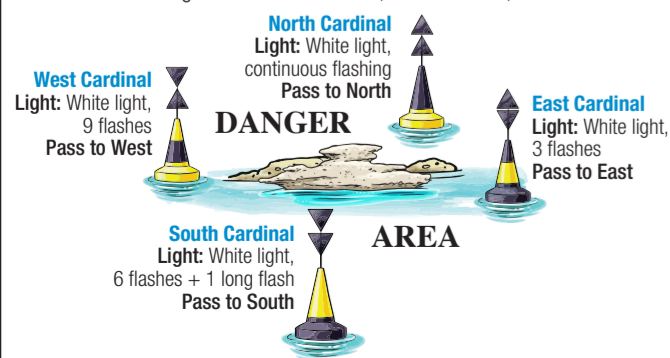 North Cardinal
Light: White light,
continuous flashing
Pass to North
West Cardinal
Light: White light,
9 flashes
Pass to West
DANGER
East Cardinal
Light: White light,
3 flashes
Pass to East
AREA
South Cardinal
Light: White light,
6 flashes + 1 long flash
Pass to South